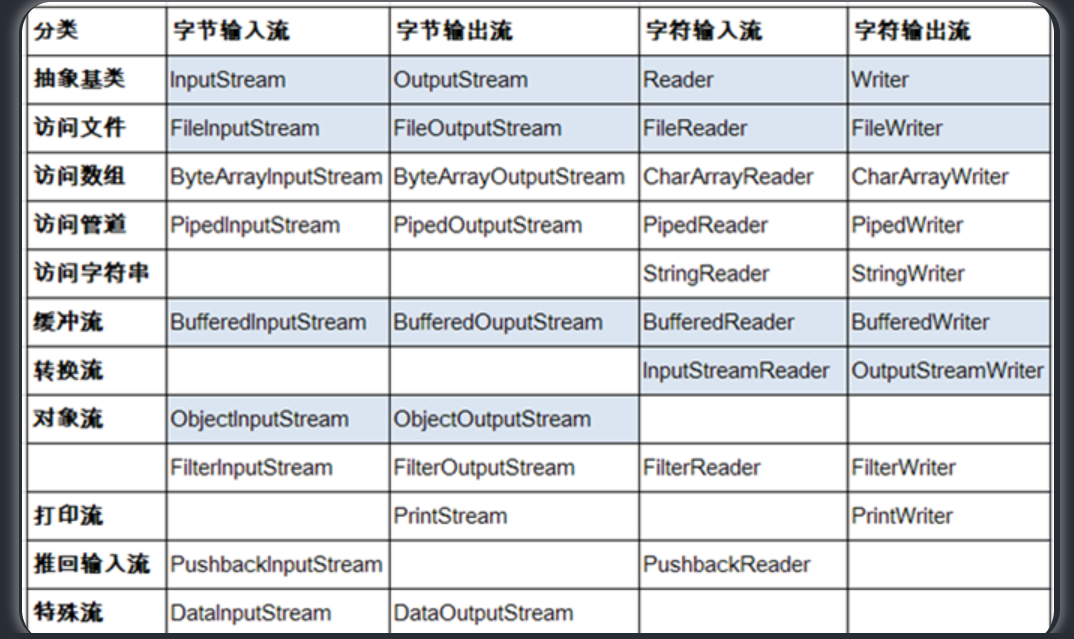 分类 字节输入流 字节输出流 字符输入流 字符输出流
抽象基类 InputStream OutputStream Reader Writer
访问文件 FileInputStream FileOutputStream FileReader FileWriter
访问数组 ByteArrayInputStream ByteArrayOutputStream CharArrayReader CharArrayWriter
访问管道 PipedInputStream PipedOutputStream PipedReader PipedWriter
访问字符串 StringReader StringWriter
缓冲流 BufferedInputStream BufferedOuputStream BufferedReader BufferedWriter
转换流 InputStreamReader OutputStreamWriter
对象流 ObjectInputStream ObjectOutputStream
FilterInputStream FilterOutputStream FilterReader FilterWriter
打印流 PrintStream PrintWriter
推回输入流 PushbackInputStream PushbackReader
特殊流 DataInputStream DataOutputStream